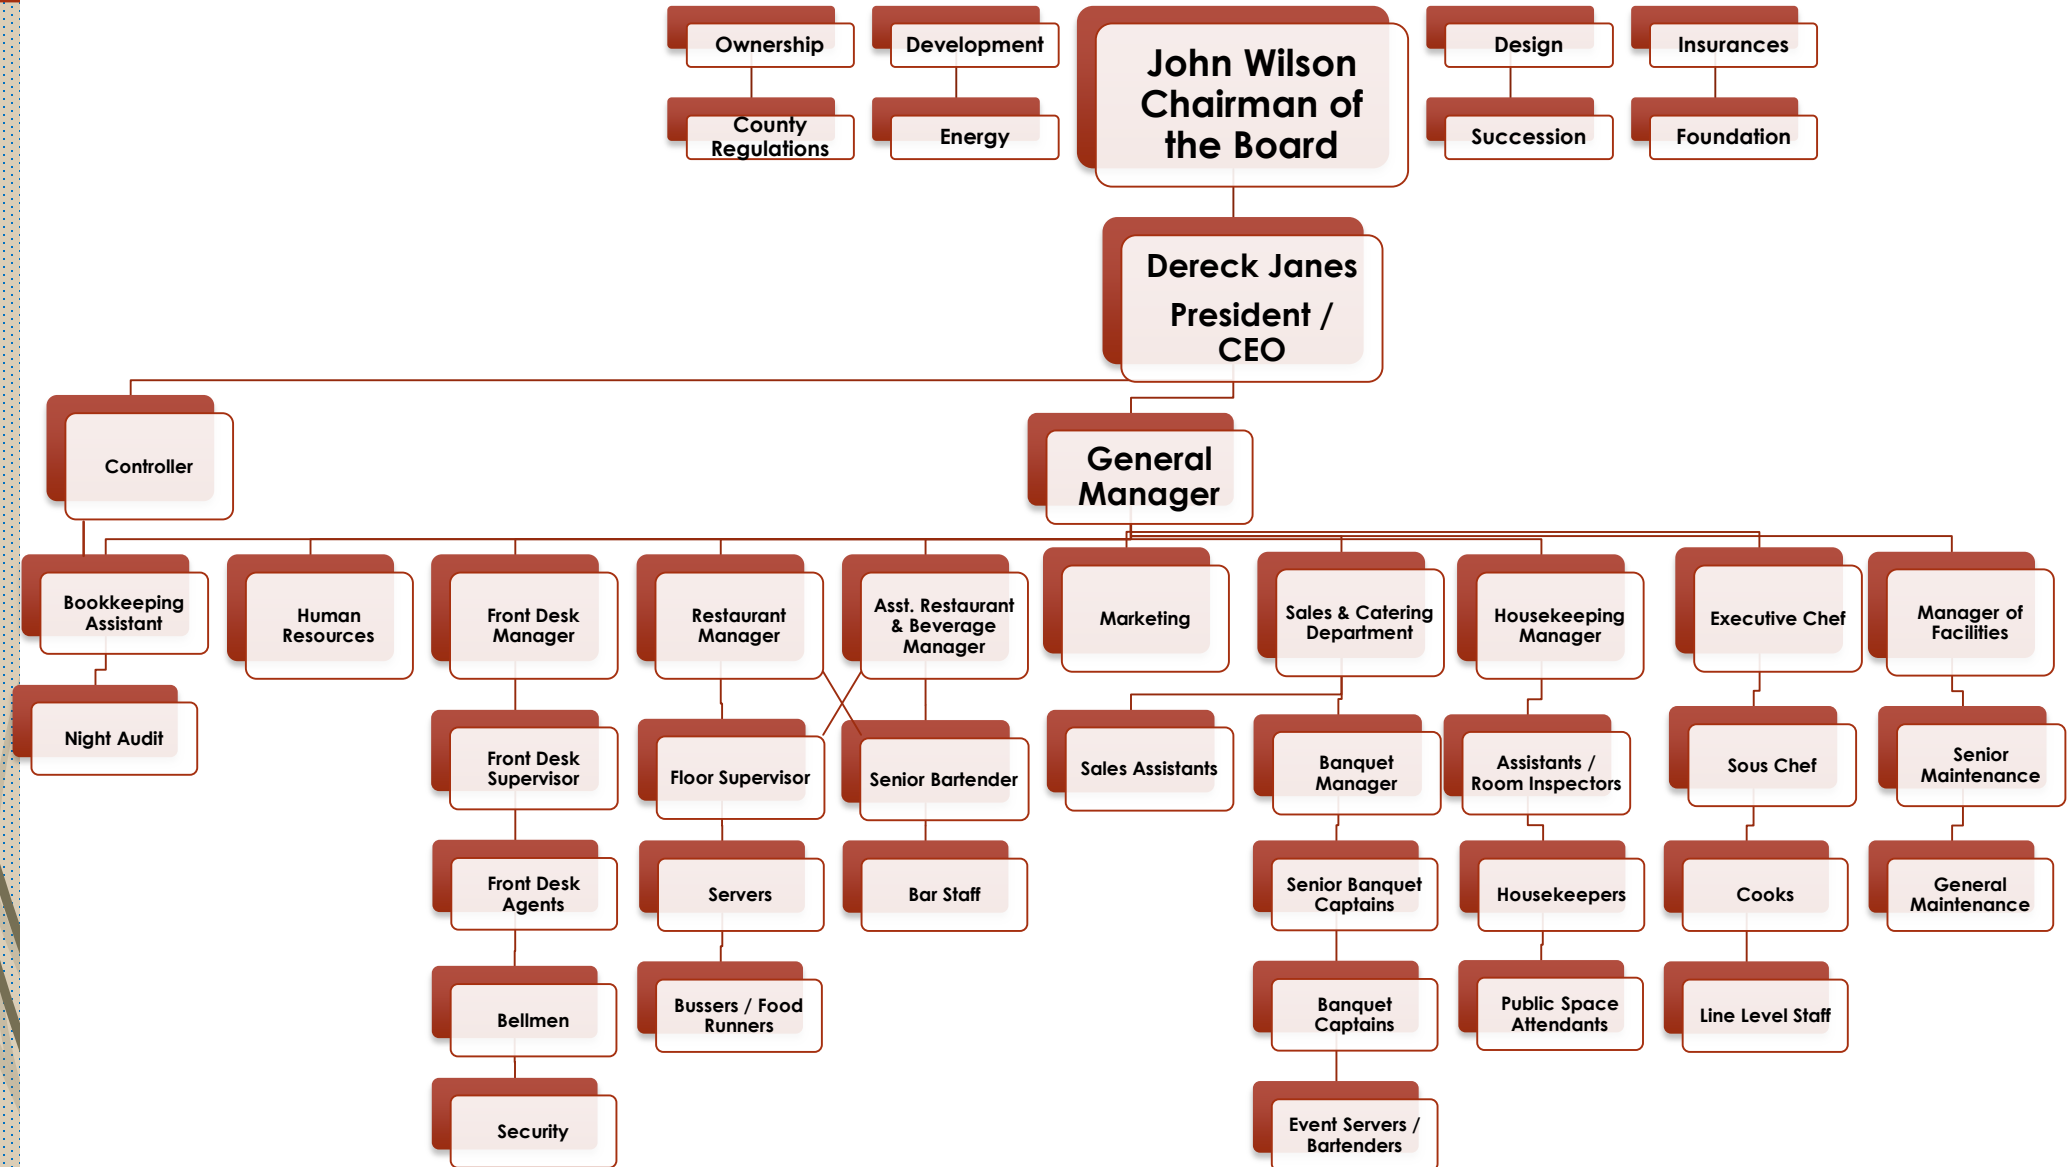 Ownership
Development
John Wilson
Chairman of
the Board
Design
Insurances
County
Regulations
Energy
Succession
Foundation
Dereck Janes
President /
CEO
Controller
General
Manager
Bookkeeping
Assistant
Human
Resources
Front Desk
Manager
Restaurant
Manager
Asst. Restaurant
& Beverage
Manager
Marketing
Sales & Catering
Department
Housekeeping
Manager
Executive Chef
Manager of
Facilities
Night Audit
Front Desk
Supervisor
Floor Supervisor
Senior Bartender
Sales Assistants
Banquet
Manager
Assistants /
Room Inspectors
Sous Chef
Senior
Maintenance
Front Desk
Agents
Servers
Bar Staff
Senior Banquet
Captains
Housekeepers
Cooks
General
Maintenance
Bellmen
Bussers / Food
Runners
Banquet
Captains
Public Space
Attendants
Line Level Staff
Security
Event Servers /
Bartenders